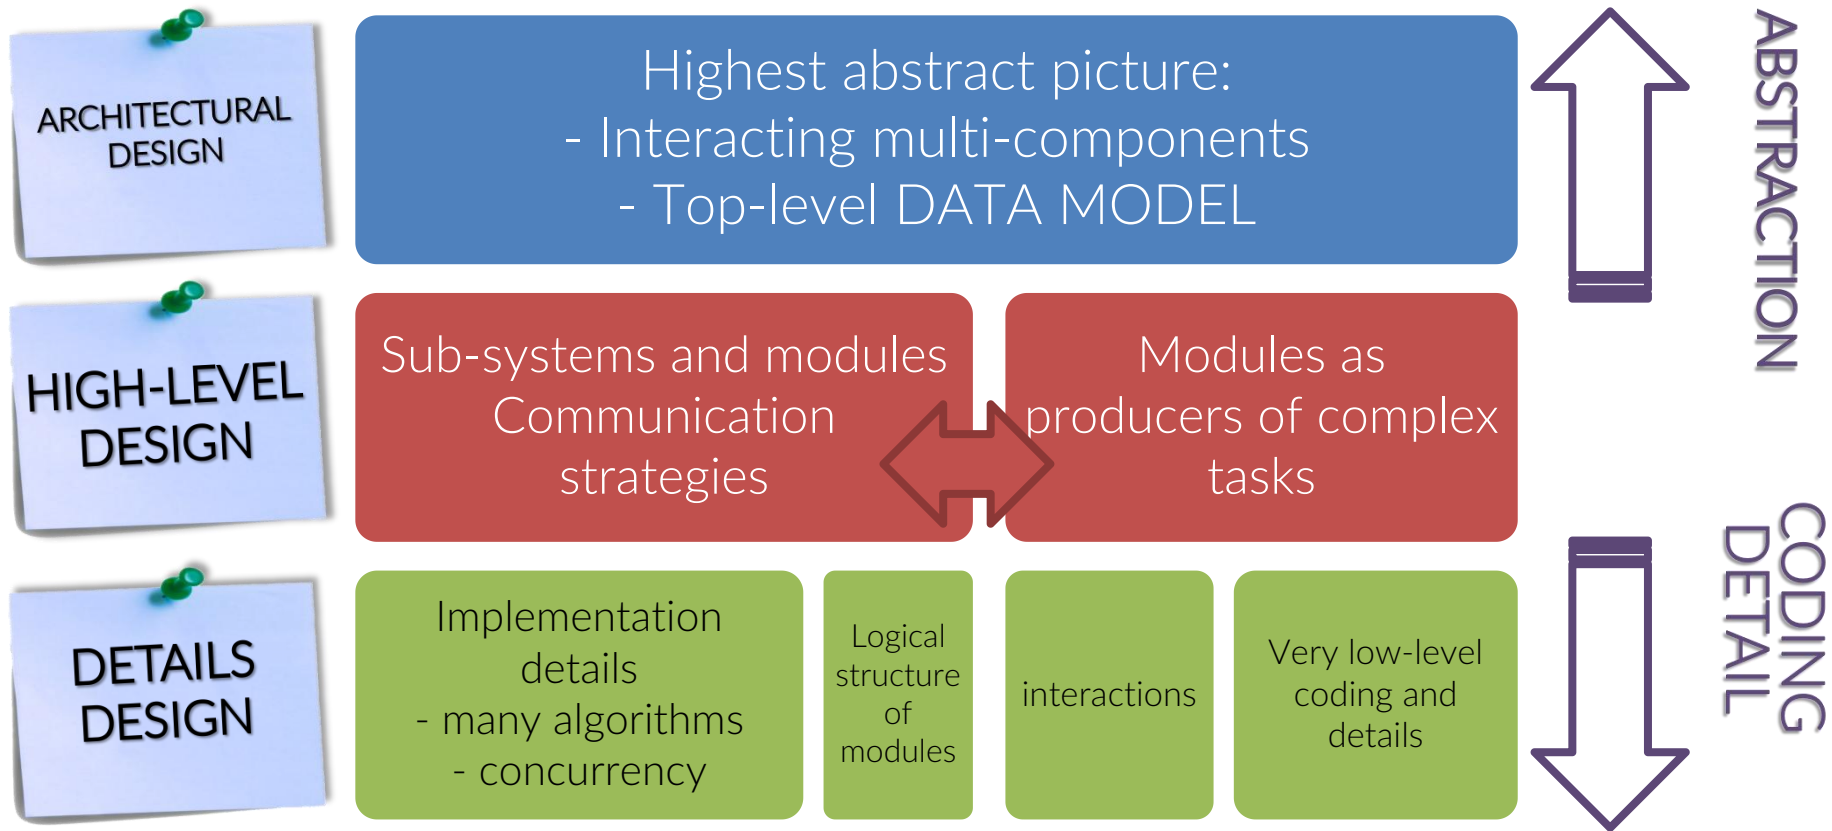 ARCHITECTURAL
DESIGN
Highest abstract picture:
- Interacting multi-components
- Top-level DATA MODEL
ABSTRACTION
HIGH-LEVEL
DESIGN
Sub-systems and modules
Communication
strategies
Modules as
producers of complex
tasks
CODING
DETAIL
DETAILS
DESIGN
Implementation
details
- many algorithms
- concurrency
Logical
structure
of
modules
interactions
Very low-level
coding and
details